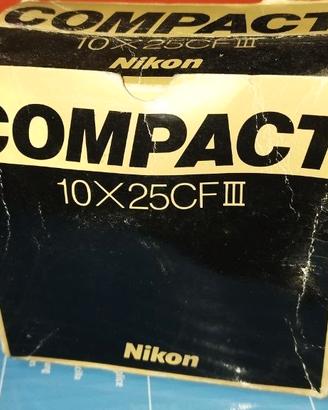 COMPACT
10×25CF III
Nikon
COMPACT
10×25CF III
Nikon